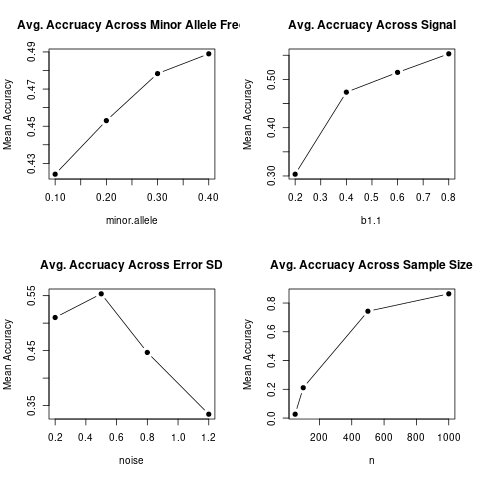 Avg. Accruacy Across Minor Allele Fre
Mean Accuracy
0.43 0.45 0.47 0.49
0.10 0.20 0.30 0.40
minor.allele
Avg. Accruacy Across Signal
Mean Accuracy
0.30 0.40 0.50
0.2 0.3 0.4 0.5 0.6 0.7 0.8
b1.1
Avg. Accruacy Across Error SD
Mean Accuracy
0.35 0.45 0.55
0.2 0.4 0.6 0.8 1.0 1.2
noise
Avg. Accruacy Across Sample Size
Mean Accuracy
0.0 0.2 0.4 0.6 0.8
200 400 600 800 1000
n